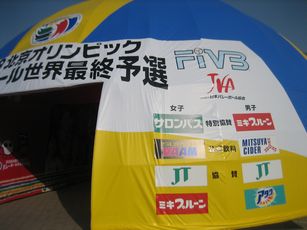 北京オリンピック
ール世界最終予選
FIVB
JVA
女子 男子
サロンパス 特別協賛 ミキプルーン
MITSUYA CIDER
JT 協賛 JT
ミキプルーン アタック